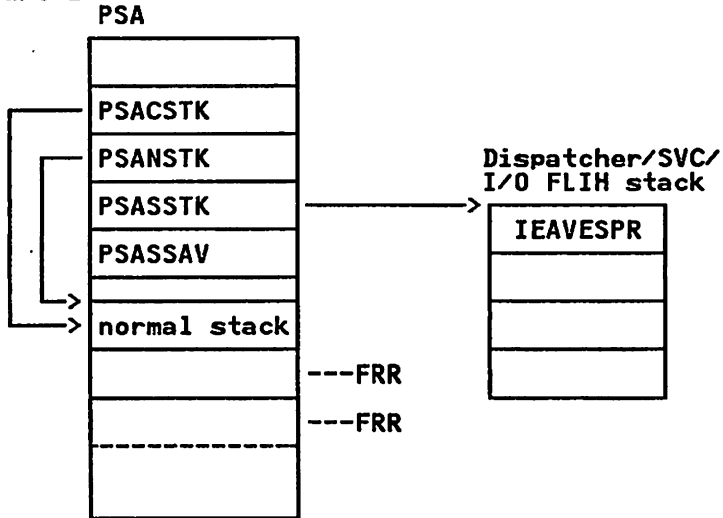 PSA
PSACSTK
PSANSTK
PSASSTK
PSASSAV
normal stack
---FRR
---FRR
Dispatcher/SVC/
I/O FLIH stack
IEAVESPR